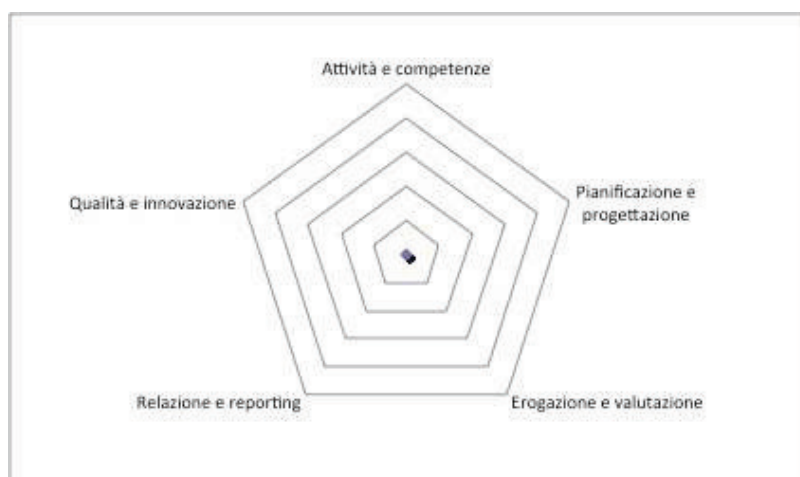 Attività e competenze
Qualità e innovazione
Pianificazione e
progettazione
Relazione e reporting
Erogazione e valutazione